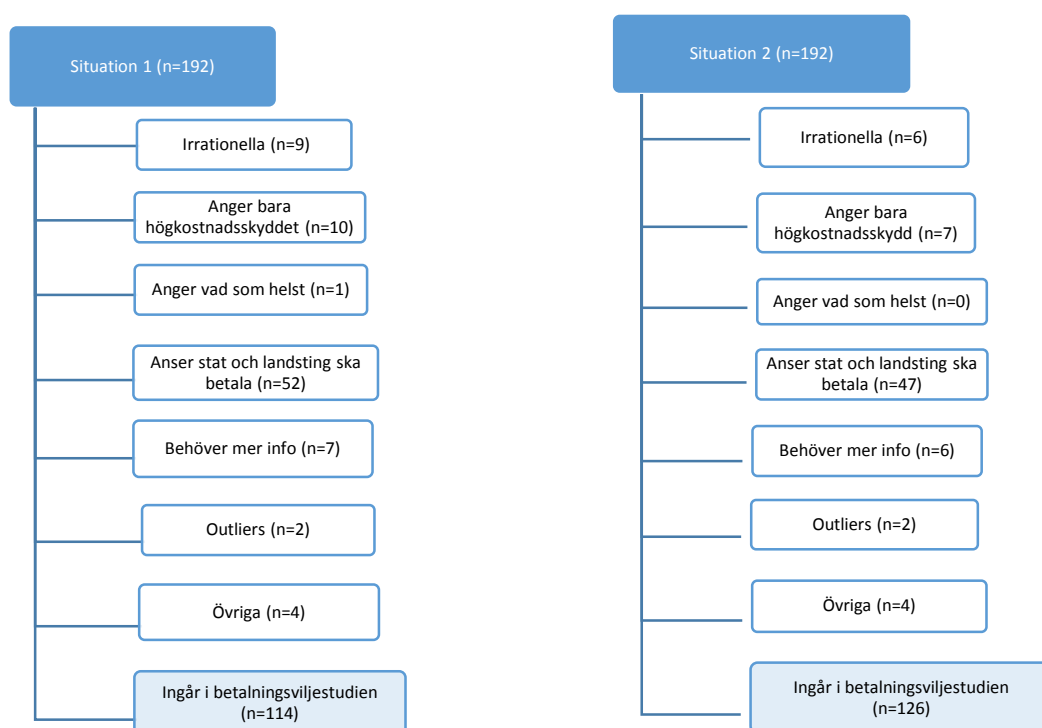 Situation 1 (n=192)
Irrationella (n=9)
Anger bara
högkostnadsskyddet (n=10)
Anger vad som helst (n=1)
Anser stat och landsting ska
betala (n=52)
Behöver mer info (n=7)
Outliers (n=2)
Övriga (n=4)
Ingår i betalningsviljestudien
(n=114)
Situation 2 (n=192)
Irrationella (n=6)
Anger bara
högkostnadsskydd (n=7)
Anger vad som helst (n=0)
Anser stat och landsting ska
betala (n=47)
Behöver mer info (n=6)
Outliers (n=2)
Övriga (n=4)
Ingår i betalningsviljestudien
(n=126)